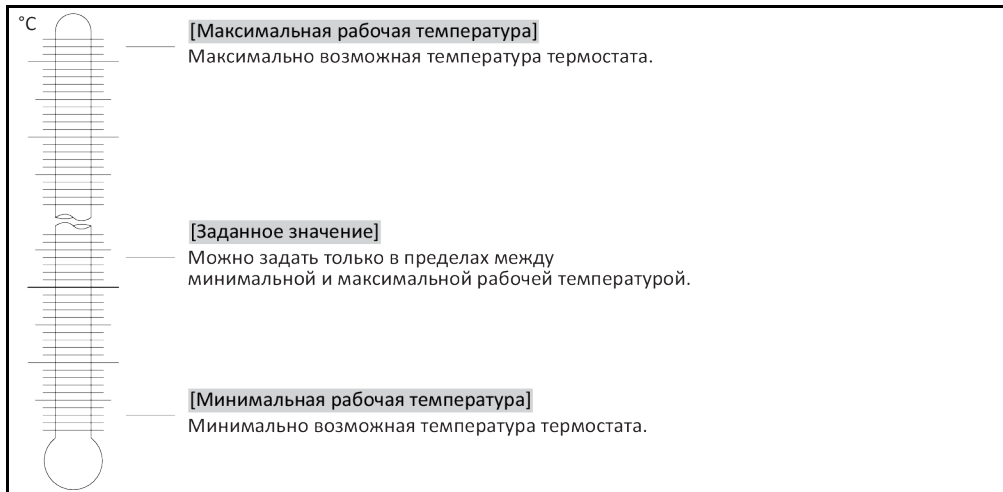 °C
[Максимальная рабочая температура]
Максимально возможная температура термостата.
[Заданное значение]
Можно задать только в пределах между
минимальной и максимальной рабочей температурой.
[Минимальная рабочая температура]
Минимально возможная температура термостата.